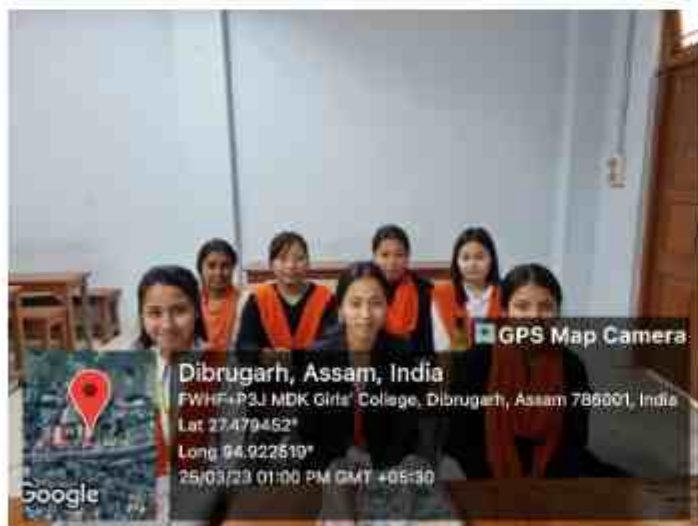 GPS Map Camera
Dibrugarh, Assam, India
FWHF+P3J MDK Girls' College, Dibrugarh, Assam 786001, India
Lat 27.479452°
Long 94.922519°
25/03/23 01:00 PM GMT +05:30
Google